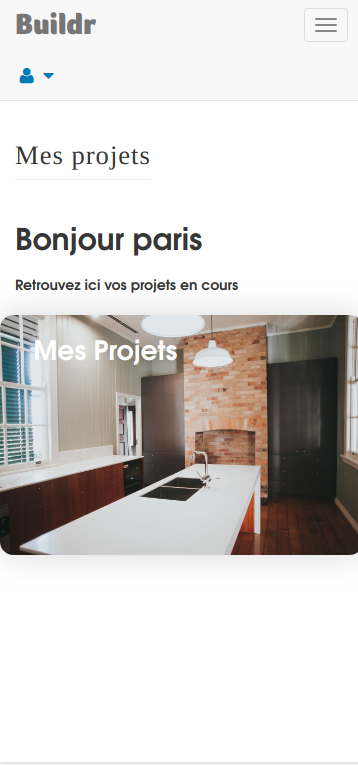 Buildr
Mes projets
Bonjour paris
Retrouvez ici vos projets en cours
Mes Projets